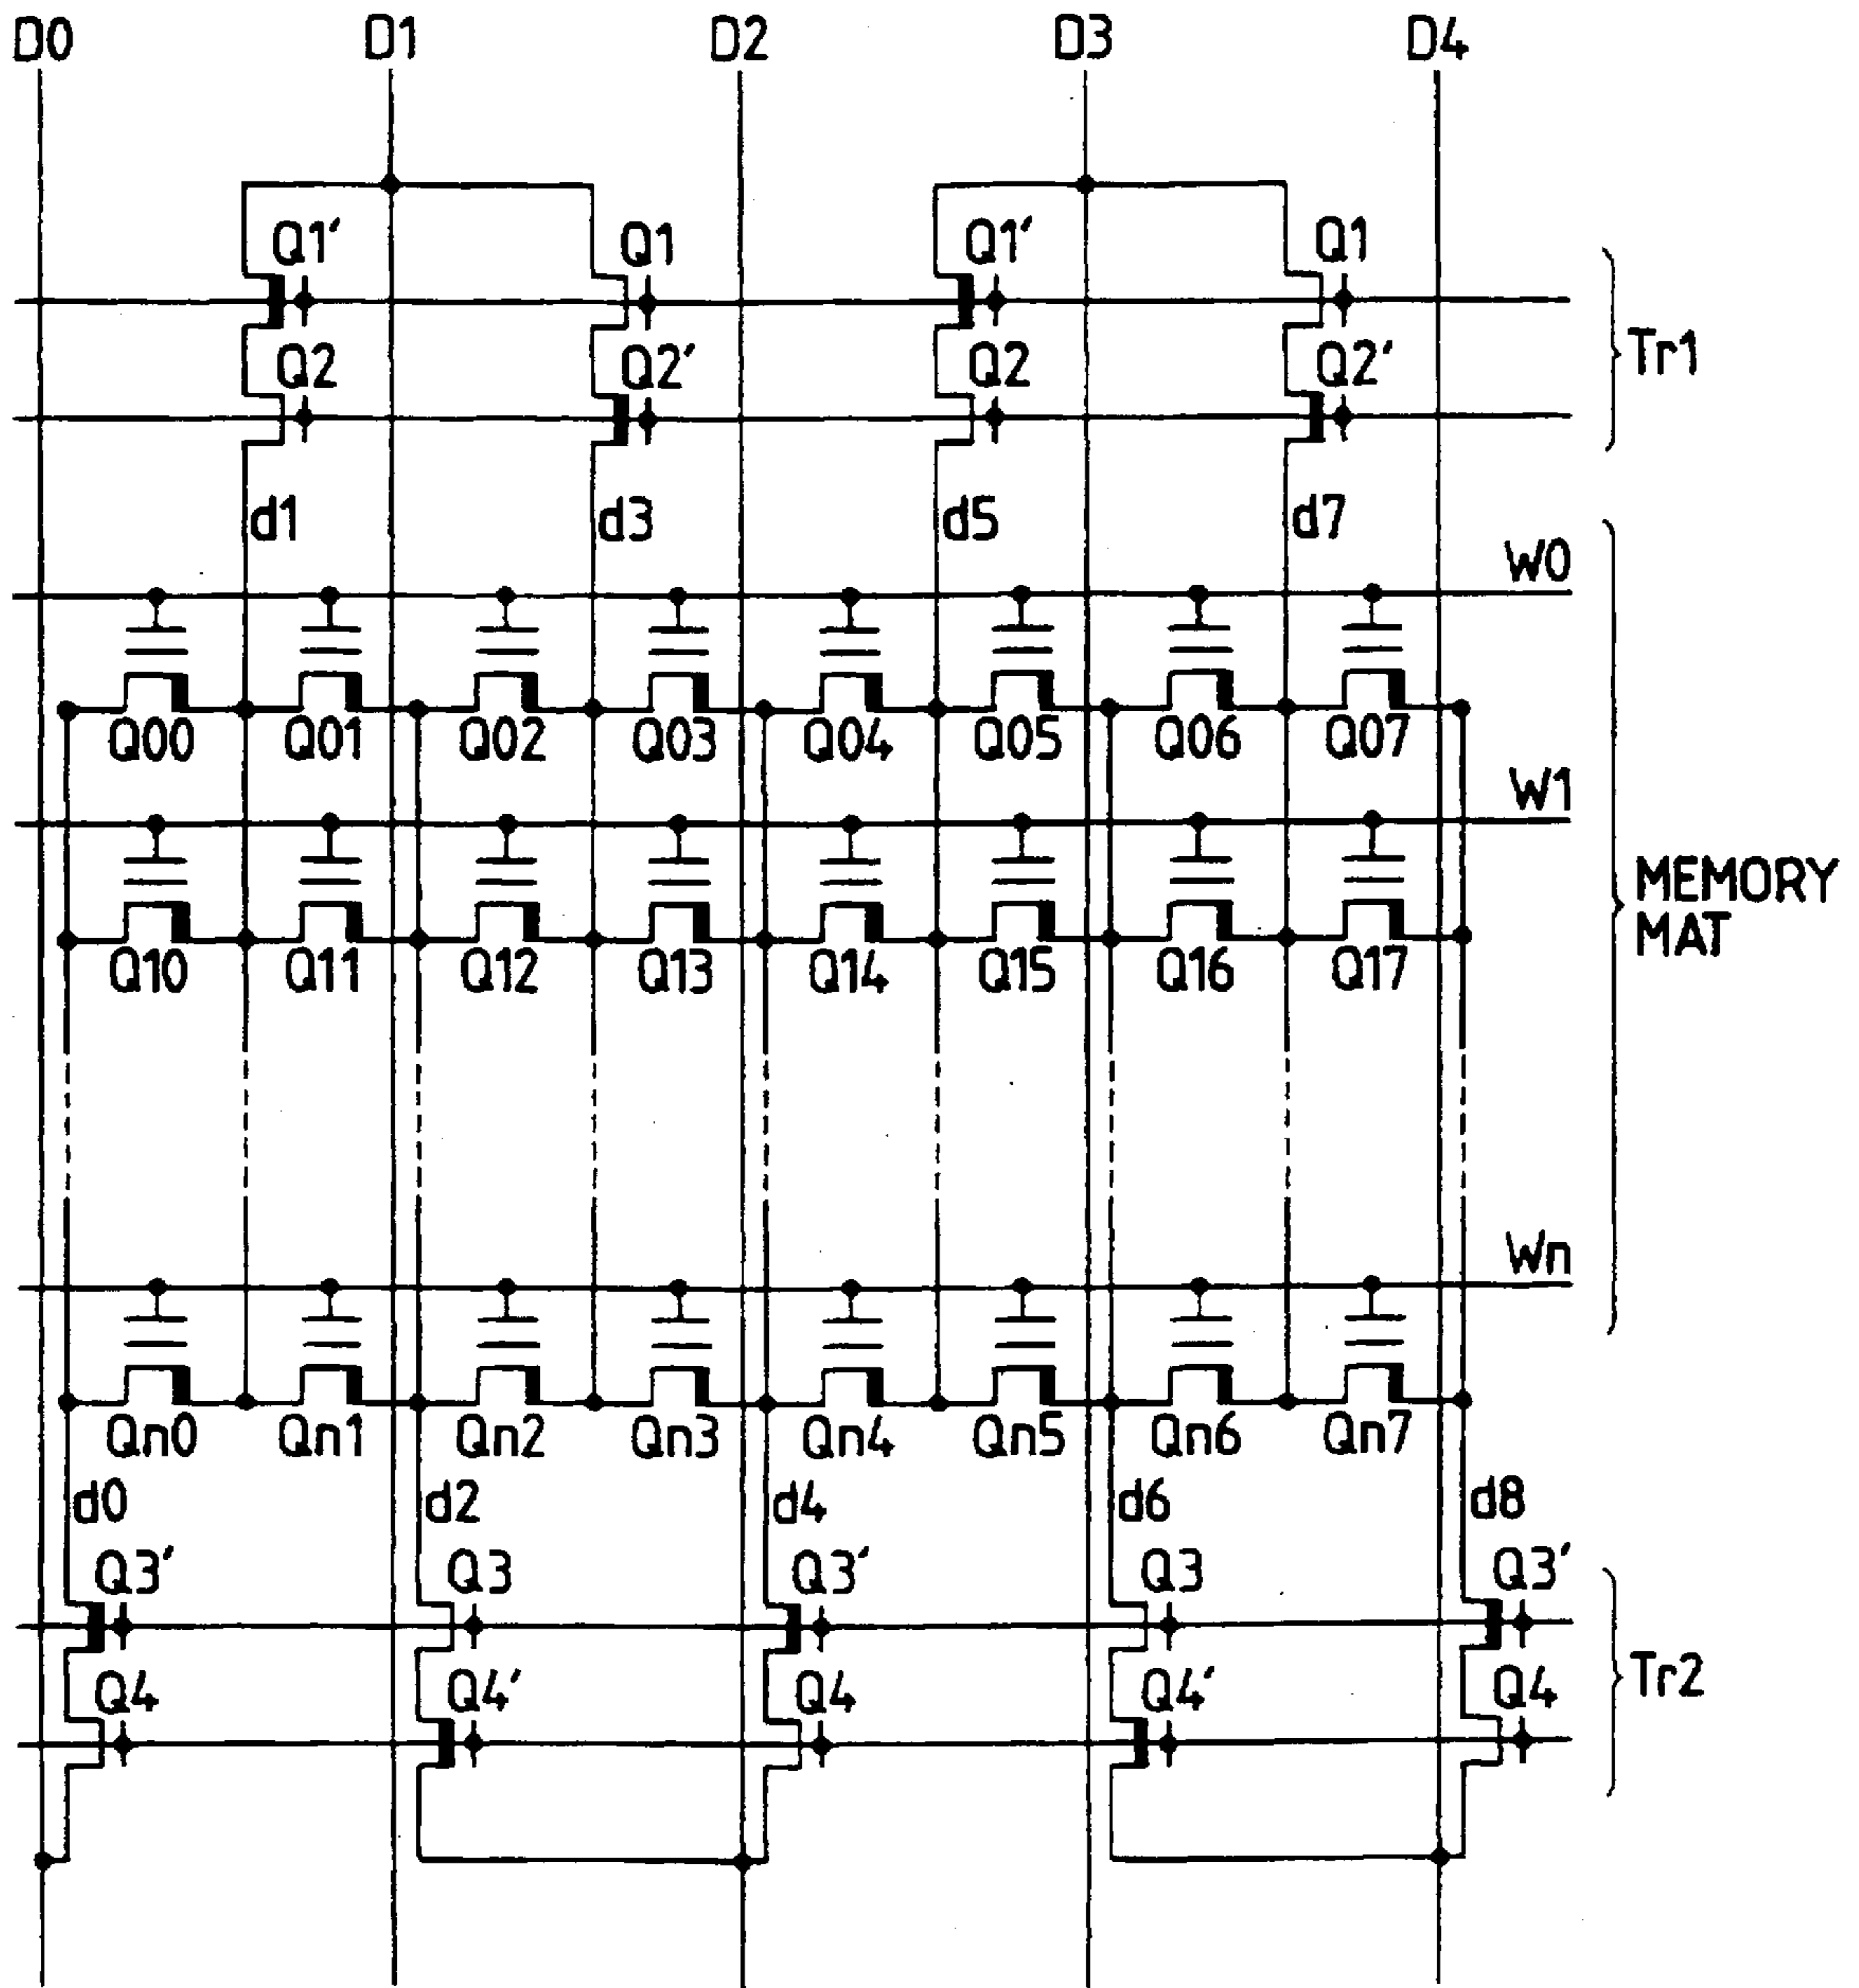 D0 D1 D2 D3 D4
Q1′ Q1 Q1′ Q1
Q2 Q2′ Q2 Q2′
Tr1
d1 d3 d5 d7
W0
Q00 Q01 Q02 Q03 Q04 Q05 Q06 Q07
W1
MEMORY
MAT
Q10 Q11 Q12 Q13 Q14 Q15 Q16 Q17
Wn
Qn0 Qn1 Qn2 Qn3 Qn4 Qn5 Qn6 Qn7
d0 d2 d4 d6 d8
Q3′ Q3 Q3′ Q3 Q3′
Q4 Q4′ Q4 Q4′ Q4
Tr2